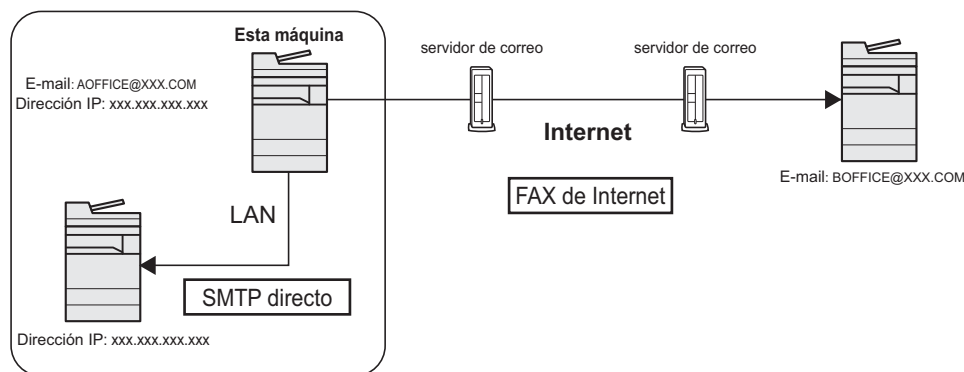 Esta máquina
servidor de correo
servidor de correo
E-mail: AOFFICE@XXX.COM
Dirección IP: xxx.xxx.xxx.xxx
Internet
E-mail: BOFFICE@XXX.COM
FAX de Internet
LAN
SMTP directo
Dirección IP: xxx.xxx.xxx.xxx